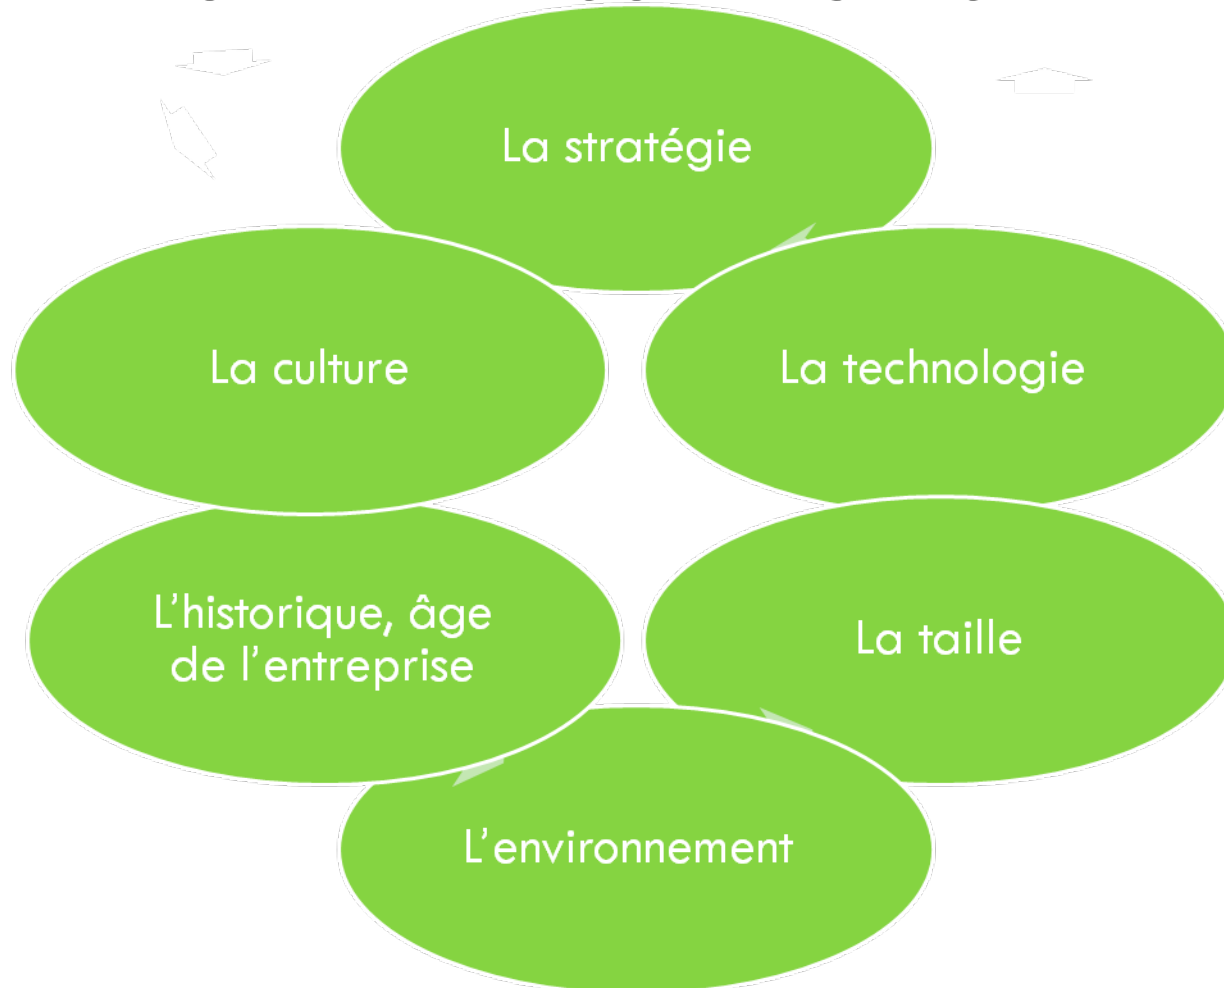 La stratégie
La culture
La technologie
L'historique, âge
de l'entreprise
La taille
L'environnement